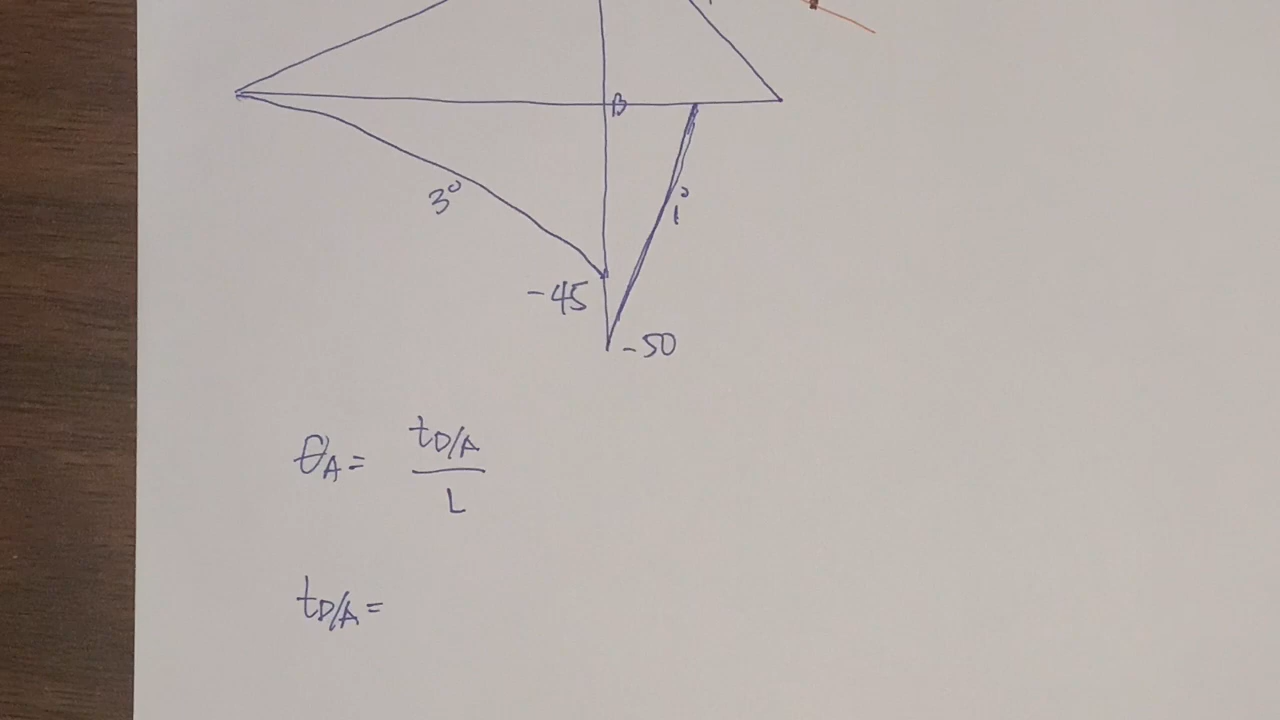 B
3°
1°
-45
-50
θA = tD/A
L
tD/A =